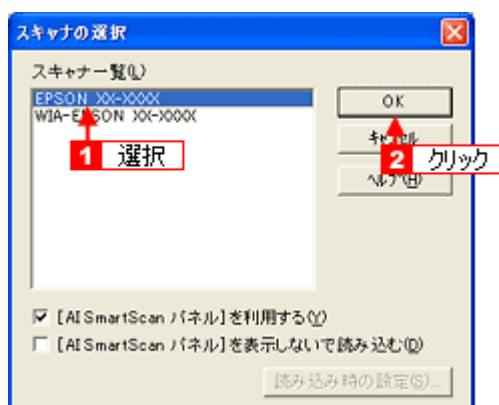 スキャナの選択
スキャナー覧(L)
EPSON XX-XXXX
WIA-EPSON XX-XXXX
1 選択
OK
キャンセル
2 クリック
ヘルプ(H)
[AI SmartScan パネル]を利用する(Y)
[AI SmartScan パネル]を表示しないで読み込む(D)
読み込み時の設定(S)...